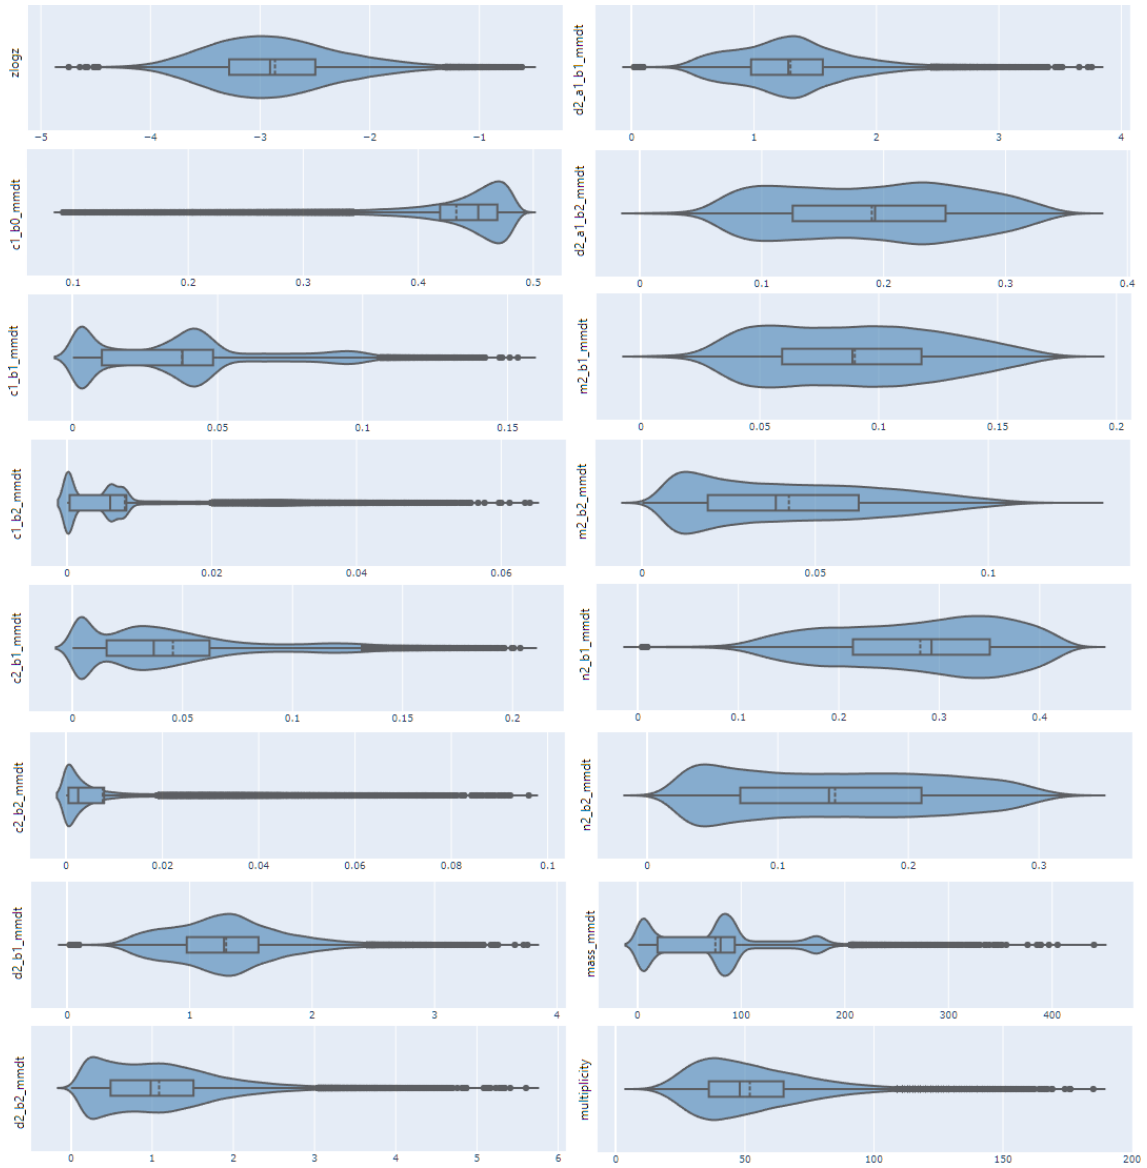 zlogz
−5 −4 −3 −2 −1
d2_a1_b1_mmdt
0 1 2 3 4
c1_b0_mmdt
0.1 0.2 0.3 0.4 0.5
d2_a1_b2_mmdt
0 0.1 0.2 0.3 0.4
c1_b1_mmdt
0 0.05 0.1 0.15
m2_b1_mmdt
0 0.05 0.1 0.15 0.2
c1_b2_mmdt
0 0.02 0.04 0.06
m2_b2_mmdt
0 0.05 0.1
c2_b1_mmdt
0 0.05 0.1 0.15 0.2
n2_b1_mmdt
0 0.1 0.2 0.3 0.4
c2_b2_mmdt
0 0.02 0.04 0.06 0.08 0.1
n2_b2_mmdt
0 0.1 0.2 0.3
d2_b1_mmdt
0 1 2 3 4
mass_mmdt
0 100 200 300 400
d2_b2_mmdt
0 1 2 3 4 5 6
multiplicity
0 50 100 150 200